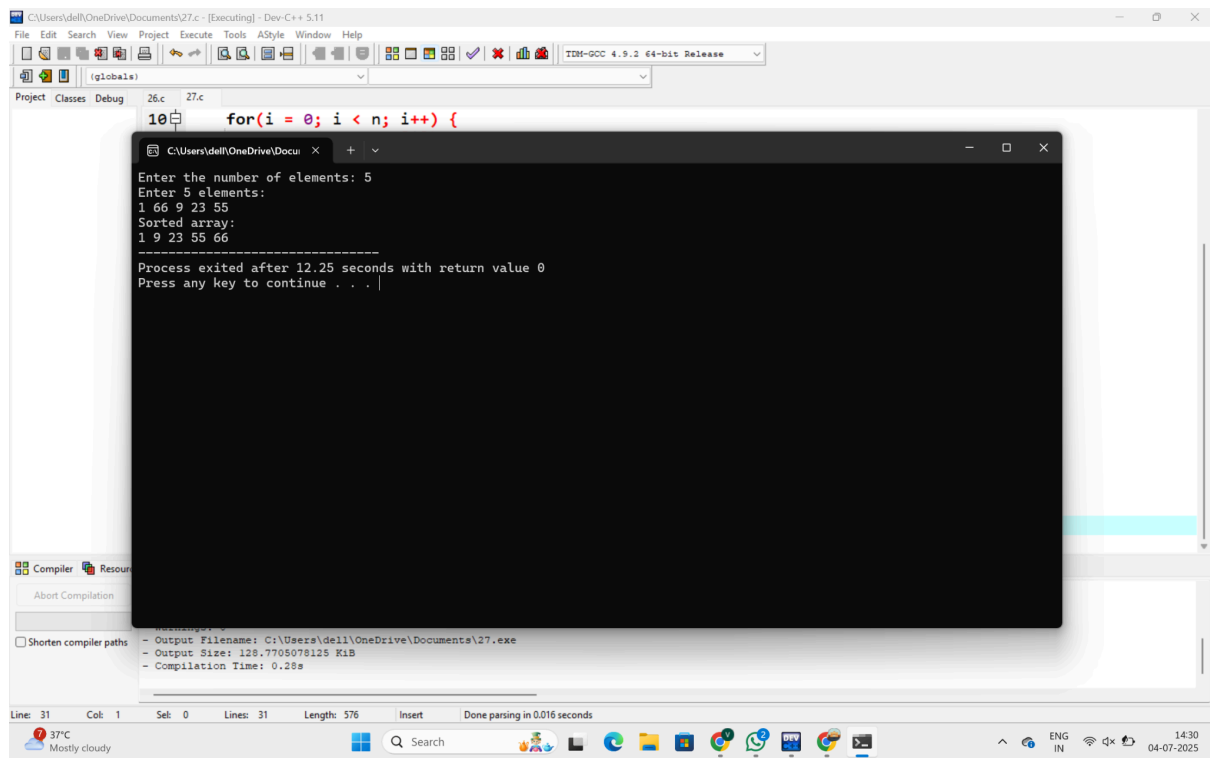 C:\Users\dell\OneDrive\Documents\27.c - [Executing] - Dev-C++ 5.11
File Edit Search View Project Execute Tools AStyle Window Help
TDM-GCC 4.9.2 64-bit Release
(globals)
Project Classes Debug 26.c 27.c
10 for(i = 0; i < n; i++) {
C:\Users\dell\OneDrive\Docu
Enter the number of elements: 5
Enter 5 elements:
1 66 9 23 55
Sorted array:
1 9 23 55 66
--------------------------------
Process exited after 12.25 seconds with return value 0
Press any key to continue . . .
Compiler Resour
Abort Compilation
Shorten compiler paths
- Output Filename: C:\Users\dell\OneDrive\Documents\27.exe
- Output Size: 128.7705078125 KiB
- Compilation Time: 0.28s
Line: 31 Col: 1 Sel: 0 Lines: 31 Length: 576 Insert Done parsing in 0.016 seconds
7 37°C
Mostly cloudy
Search
2
DEV
ENG
IN
14:30
04-07-2025